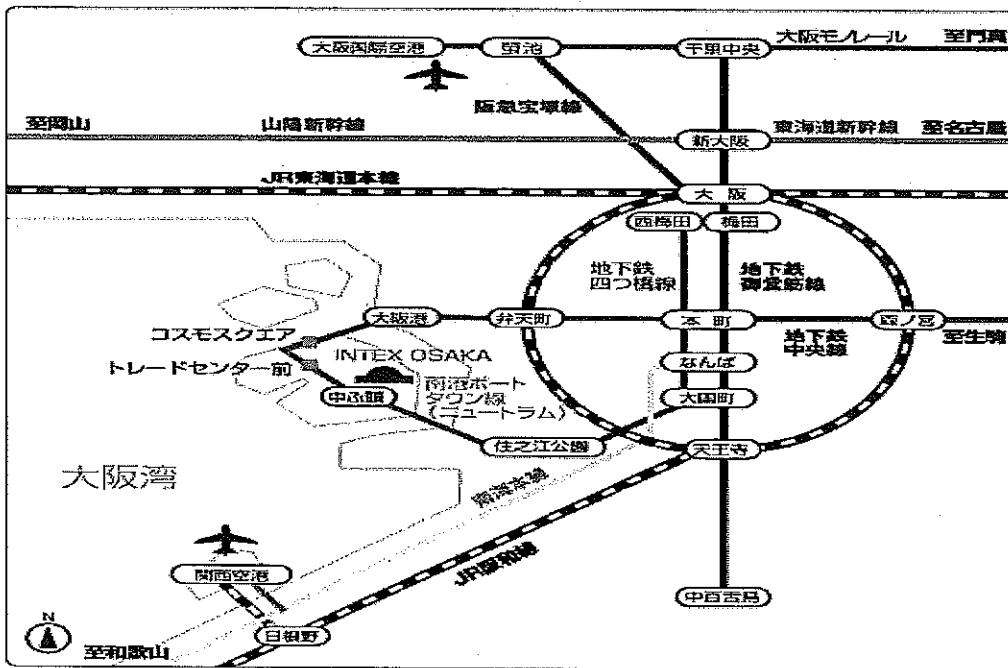 大阪国際空港
蛍池
千里中央
大阪モノレール
至門真
阪急宝塚線
至岡山
山陽新幹線
新大阪
東海道新幹線
至名古屋
JR東海道本線
大阪
西梅田
梅田
地下鉄
四つ橋線
地下鉄
御堂筋線
コスモスクエア
大阪港
弁天町
本町
森ノ宮
地下鉄
中央線
至生駒
トレードセンター前
INTEX OSAKA
なんば
中ふ頭
南港ポート
タウン線
(ニュートラム)
大国町
住之江公園
天王寺
大阪湾
南海本線
JR阪和線
関西空港
中百舌鳥
N
日根野
至和歌山